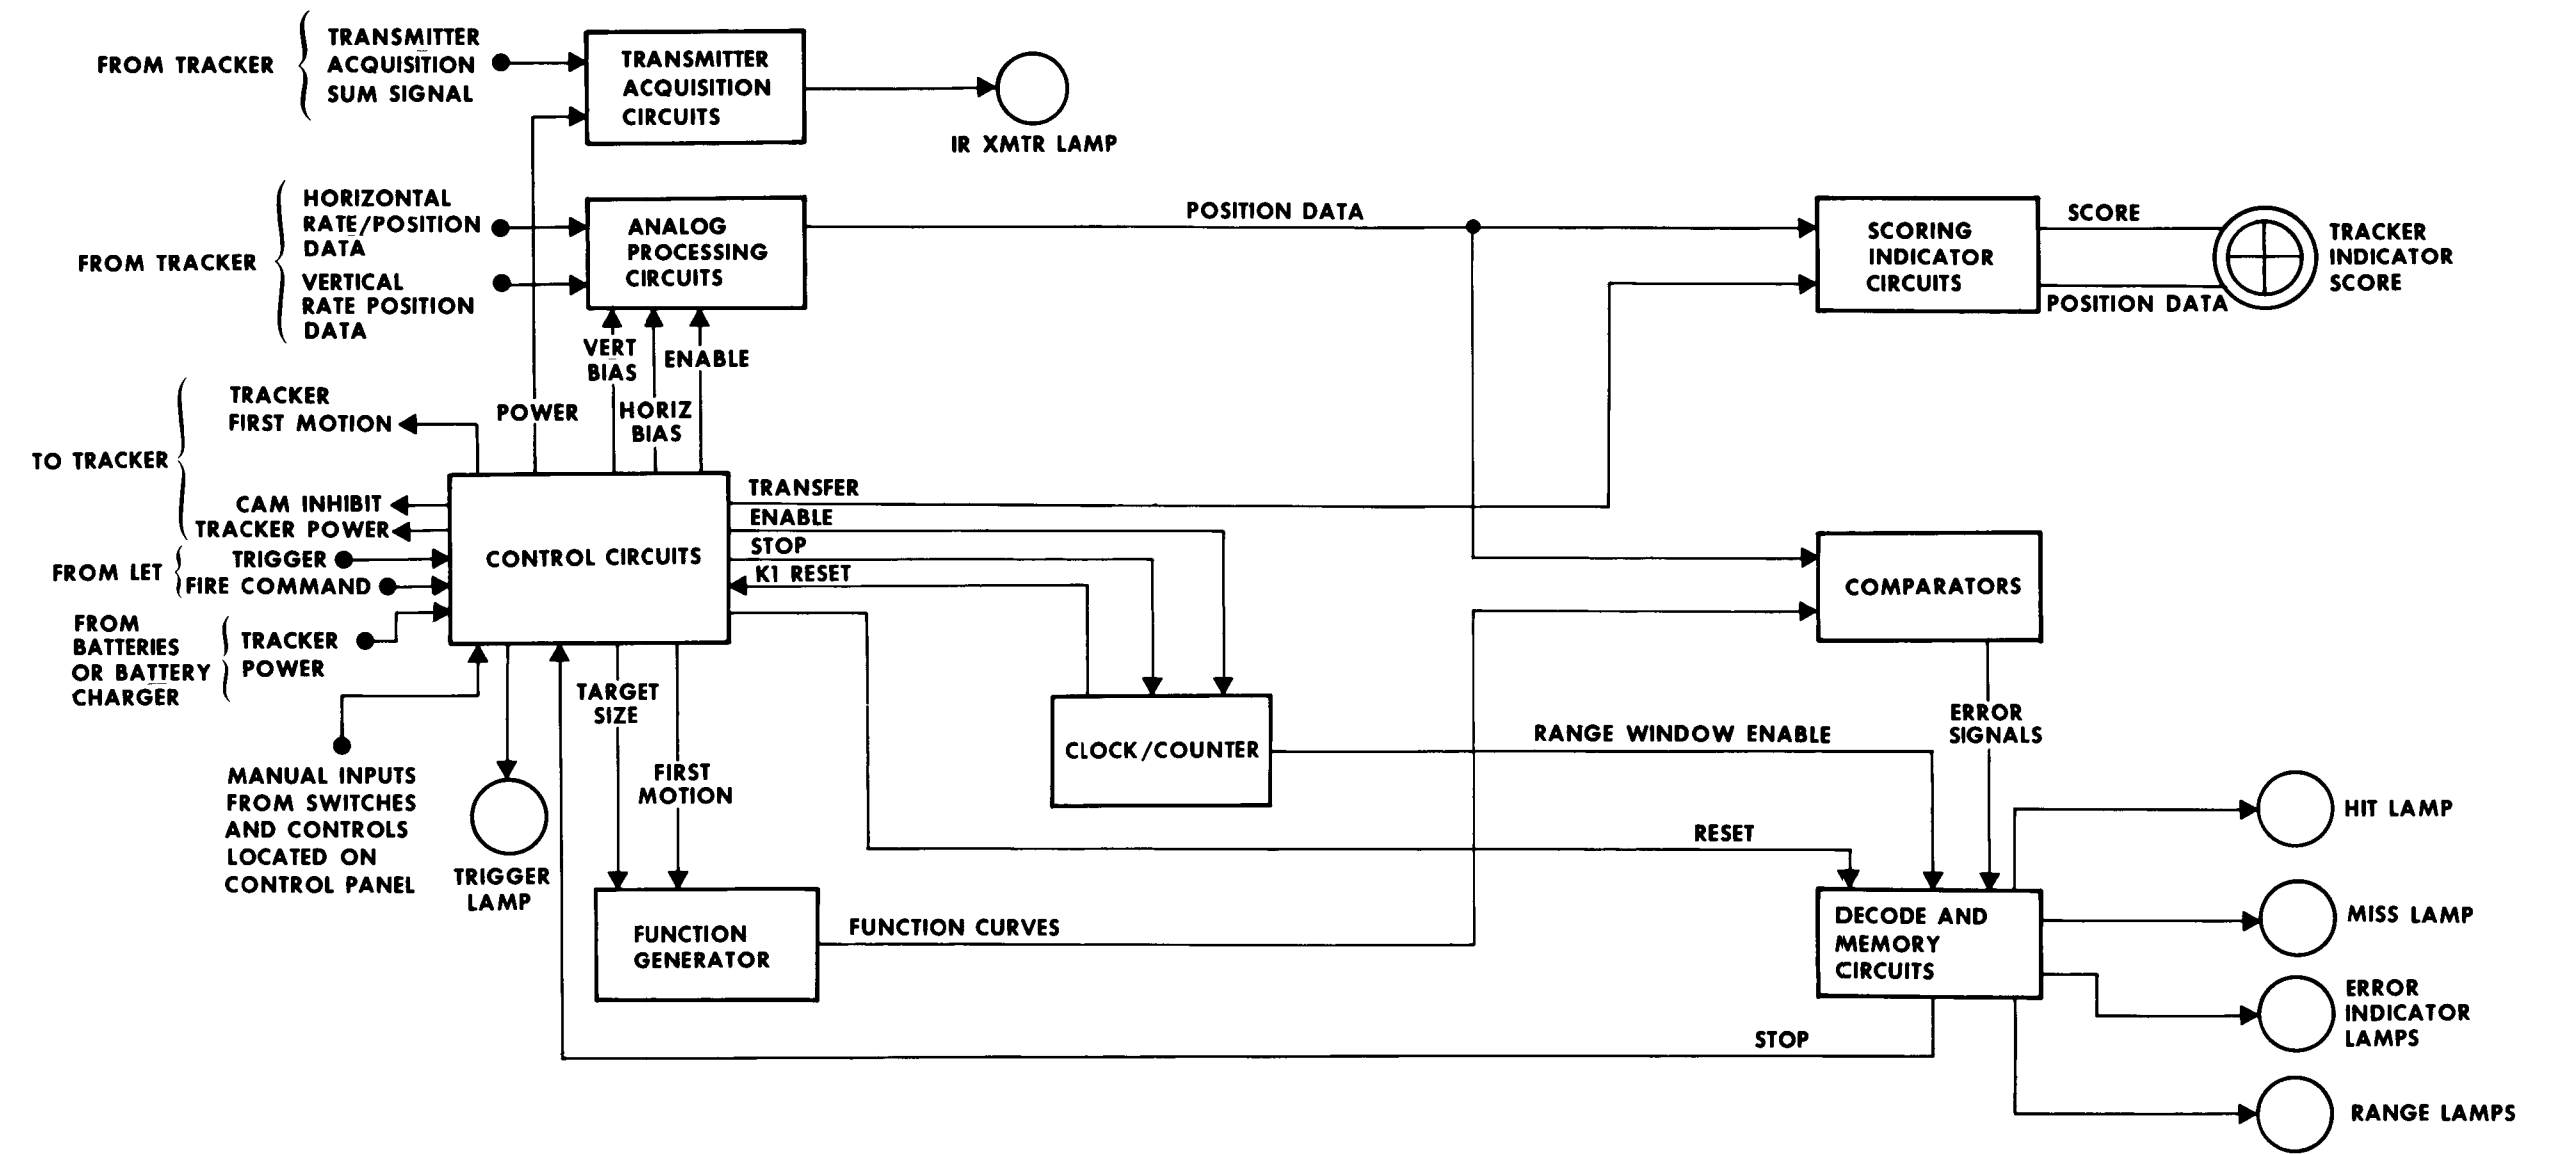 FROM TRACKER
TRANSMITTER
ACQUISITION
SUM SIGNAL
TRANSMITTER
ACQUISITION
CIRCUITS
IR XMTR LAMP
FROM TRACKER
HORIZONTAL
RATE/POSITION
DATA
VERTICAL
RATE POSITION
DATA
ANALOG
PROCESSING
CIRCUITS
POSITION DATA
SCORING
INDICATOR
CIRCUITS
SCORE
POSITION DATA
TRACKER
INDICATOR
SCORE
VERT
BIAS
HORIZ
BIAS
ENABLE
POWER
TO TRACKER
TRACKER
FIRST MOTION
CAM INHIBIT
TRACKER POWER
FROM LET
TRIGGER
FIRE COMMAND
FROM
BATTERIES
OR BATTERY
CHARGER
TRACKER
POWER
CONTROL CIRCUITS
TRANSFER
ENABLE
STOP
K1 RESET
COMPARATORS
MANUAL INPUTS
FROM SWITCHES
AND CONTROLS
LOCATED ON
CONTROL PANEL
TRIGGER
LAMP
TARGET
SIZE
FIRST
MOTION
CLOCK/COUNTER
RANGE WINDOW ENABLE
ERROR
SIGNALS
RESET
FUNCTION
GENERATOR
FUNCTION CURVES
DECODE AND
MEMORY
CIRCUITS
STOP
HIT LAMP
MISS LAMP
ERROR
INDICATOR
LAMPS
RANGE LAMPS